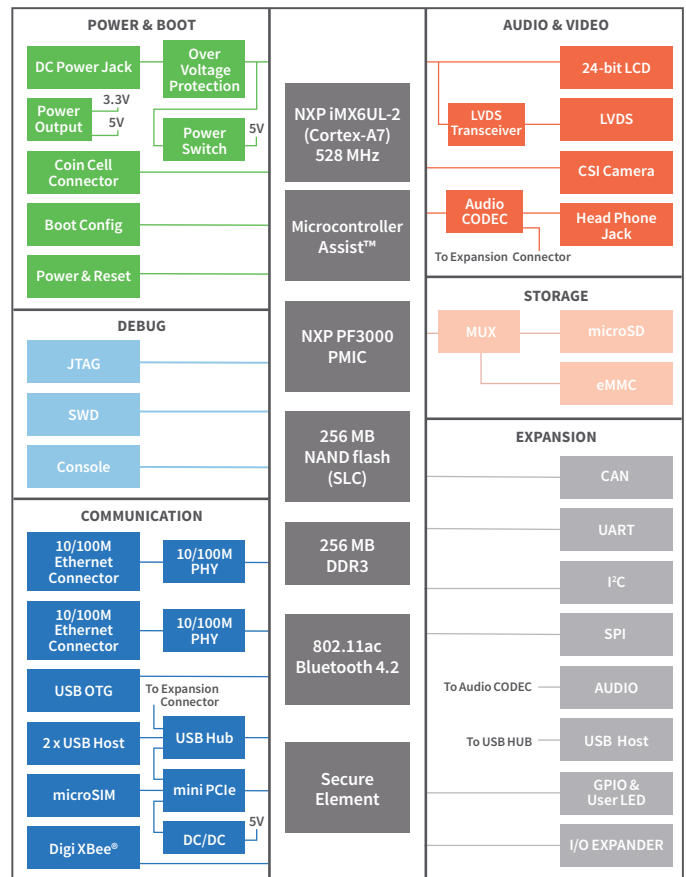 POWER & BOOT
DC Power Jack
Over
Voltage
Protection
Power
Output
3.3V
5V
Power
Switch
5V
Coin Cell
Connector
Boot Config
Power & Reset
DEBUG
JTAG
SWD
Console
COMMUNICATION
10/100M
Ethernet
Connector
10/100M
PHY
10/100M
Ethernet
Connector
10/100M
PHY
USB OTG
To Expansion
Connector
2 x USB Host
USB Hub
microSIM
mini PCIe
Digi XBee®
DC/DC
5V
NXP iMX6UL-2
(Cortex-A7)
528 MHz
Microcontroller
Assist™
NXP PF3000
PMIC
256 MB
NAND flash
(SLC)
256 MB
DDR3
802.11ac
Bluetooth 4.2
Secure
Element
AUDIO & VIDEO
24-bit LCD
LVDS
Transceiver
LVDS
CSI Camera
Audio
CODEC
Head Phone
Jack
To Expansion Connector
STORAGE
MUX
microSD
eMMC
EXPANSION
CAN
UART
I²C
SPI
To Audio CODEC
AUDIO
To USB HUB
USB Host
GPIO &
User LED
I/O EXPANDER